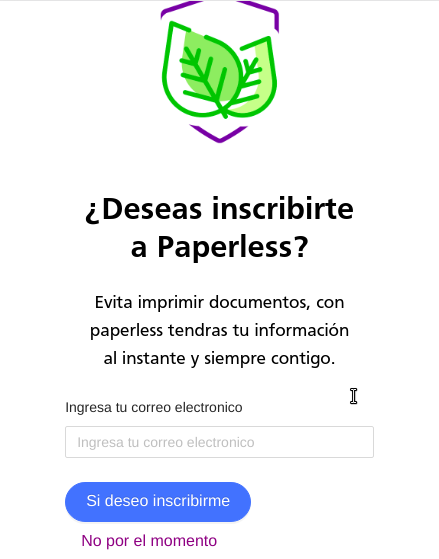 ¿Deseas inscribirte
a Paperless?
Evita imprimir documentos, con
paperless tendras tu información
al instante y siempre contigo.
Ingresa tu correo electronico
Ingresa tu correo electronico
Si deseo inscribirme
No por el momento